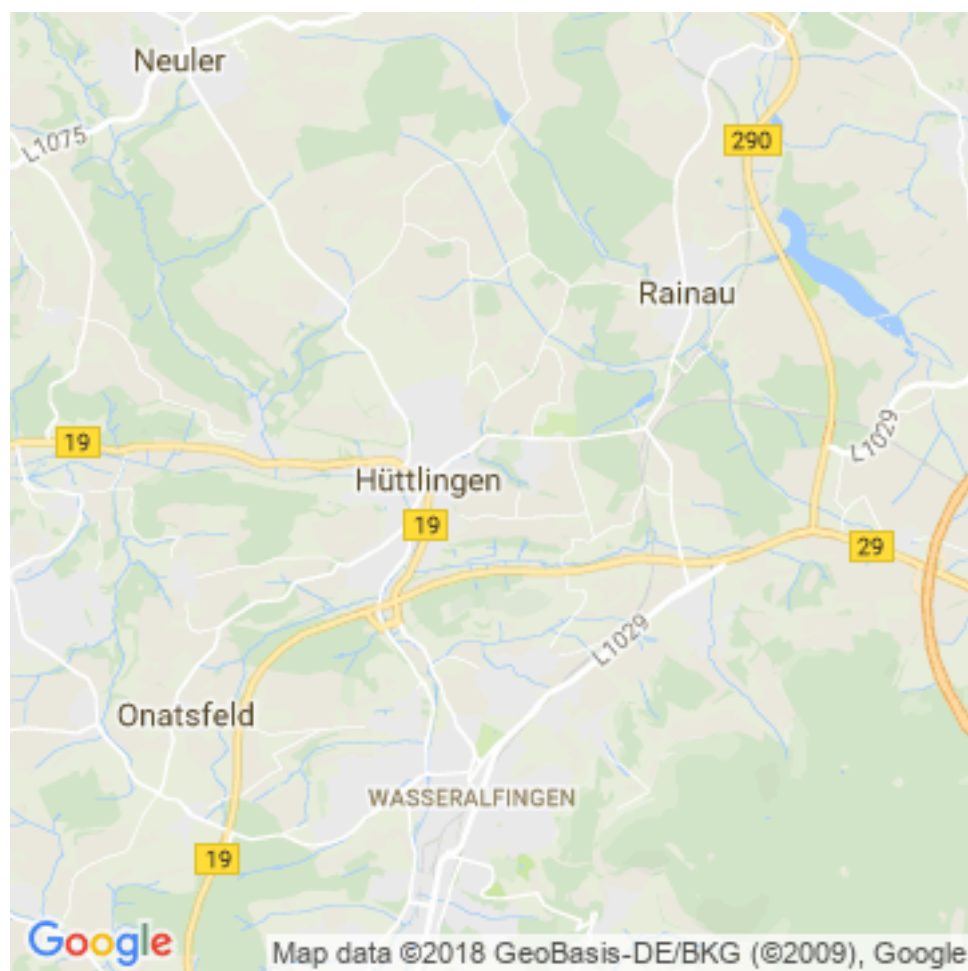 Neuler
L1075
290
Rainau
19
L1029
Hüttlingen
19
29
L1029
Onatsfeld
WASSERALFINGEN
19
Google
Map data ©2018 GeoBasis-DE/BKG (©2009), Google